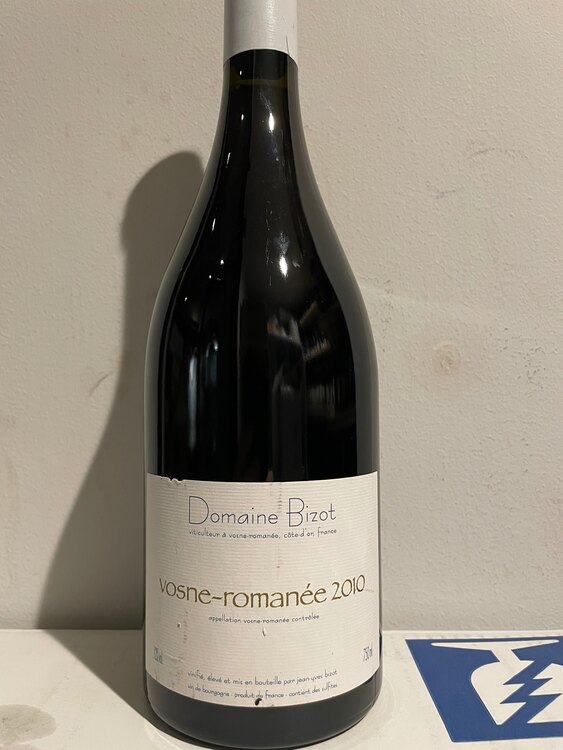 Domaine Bizot
viticulteur à vosne-romanée, côte-d'or, france
vosne-romanée 2010
appellation vosne-romanée contrôlée
750 ml
vinifié, élevé et mis en bouteille par jean-yves bizot
vin de bourgogne - produit de france - contient des sulfites